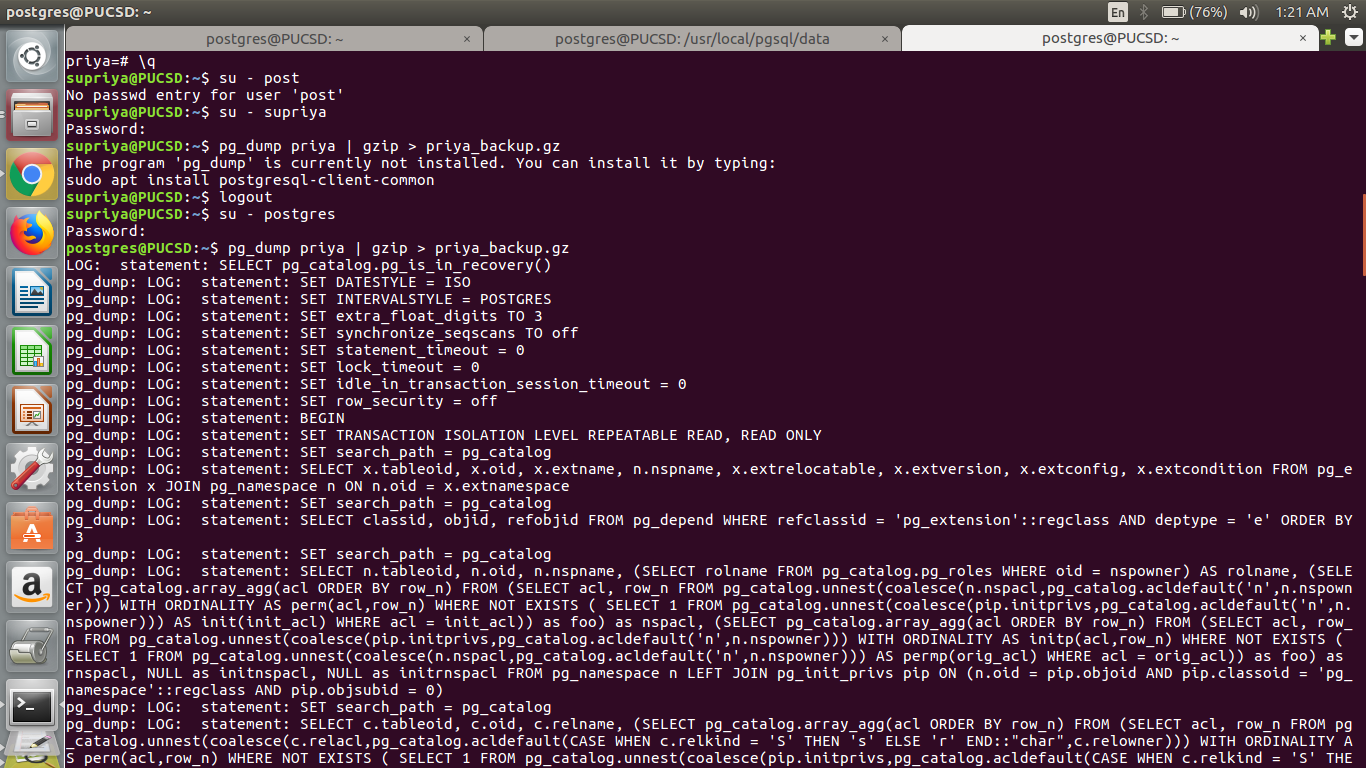 postgres@PUCSD: ~
En
(76%)
1:21 AM
postgres@PUCSD: ~ ×
postgres@PUCSD: /usr/local/pgsql/data ×
postgres@PUCSD: ~ ×
priya=# \q
supriya@PUCSD:~$ su - post
No passwd entry for user 'post'
supriya@PUCSD:~$ su - supriya
Password:
supriya@PUCSD:~$ pg_dump priya | gzip > priya_backup.gz
The program 'pg_dump' is currently not installed. You can install it by typing:
sudo apt install postgresql-client-common
supriya@PUCSD:~$ logout
supriya@PUCSD:~$ su - postgres
Password:
postgres@PUCSD:~$ pg_dump priya | gzip > priya_backup.gz
LOG:  statement: SELECT pg_catalog.pg_is_in_recovery()
pg_dump: LOG:  statement: SET DATESTYLE = ISO
pg_dump: LOG:  statement: SET INTERVALSTYLE = POSTGRES
pg_dump: LOG:  statement: SET extra_float_digits TO 3
pg_dump: LOG:  statement: SET synchronize_seqscans TO off
pg_dump: LOG:  statement: SET statement_timeout = 0
pg_dump: LOG:  statement: SET lock_timeout = 0
pg_dump: LOG:  statement: SET idle_in_transaction_session_timeout = 0
pg_dump: LOG:  statement: SET row_security = off
pg_dump: LOG:  statement: BEGIN
pg_dump: LOG:  statement: SET TRANSACTION ISOLATION LEVEL REPEATABLE READ, READ ONLY
pg_dump: LOG:  statement: SET search_path = pg_catalog
pg_dump: LOG:  statement: SELECT x.tableoid, x.oid, x.extname, n.nspname, x.extrelocatable, x.extversion, x.extconfig, x.extcondition FROM pg_e
xtension x JOIN pg_namespace n ON n.oid = x.extnamespace
pg_dump: LOG:  statement: SET search_path = pg_catalog
pg_dump: LOG:  statement: SELECT classid, objid, refobjid FROM pg_depend WHERE refclassid = 'pg_extension'::regclass AND deptype = 'e' ORDER BY
 3
pg_dump: LOG:  statement: SET search_path = pg_catalog
pg_dump: LOG:  statement: SELECT n.tableoid, n.oid, n.nspname, (SELECT rolname FROM pg_catalog.pg_roles WHERE oid = nspowner) AS rolname, (SELE
CT pg_catalog.array_agg(acl ORDER BY row_n) FROM (SELECT acl, row_n FROM pg_catalog.unnest(coalesce(n.nspacl,pg_catalog.acldefault('n',n.nspown
er))) WITH ORDINALITY AS perm(acl,row_n) WHERE NOT EXISTS ( SELECT 1 FROM pg_catalog.unnest(coalesce(pip.initprivs,pg_catalog.acldefault('n',n.
nspowner))) AS init(init_acl) WHERE acl = init_acl)) as foo) as nspacl, (SELECT pg_catalog.array_agg(acl ORDER BY row_n) FROM (SELECT acl, row_
n FROM pg_catalog.unnest(coalesce(pip.initprivs,pg_catalog.acldefault('n',n.nspowner))) WITH ORDINALITY AS initp(acl,row_n) WHERE NOT EXISTS (
SELECT 1 FROM pg_catalog.unnest(coalesce(n.nspacl,pg_catalog.acldefault('n',n.nspowner))) AS permp(orig_acl) WHERE acl = orig_acl)) as foo) as
rnspacl, NULL as initnspacl, NULL as initrnspacl FROM pg_namespace n LEFT JOIN pg_init_privs pip ON (n.oid = pip.objoid AND pip.classoid = 'pg_
namespace'::regclass AND pip.objsubid = 0)
pg_dump: LOG:  statement: SET search_path = pg_catalog
pg_dump: LOG:  statement: SELECT c.tableoid, c.oid, c.relname, (SELECT pg_catalog.array_agg(acl ORDER BY row_n) FROM (SELECT acl, row_n FROM pg
_catalog.unnest(coalesce(c.relacl,pg_catalog.acldefault(CASE WHEN c.relkind = 'S' THEN 's' ELSE 'r' END::"char",c.relowner))) WITH ORDINALITY A
S perm(acl,row_n) WHERE NOT EXISTS ( SELECT 1 FROM pg_catalog.unnest(coalesce(pip.initprivs,pg_catalog.acldefault(CASE WHEN c.relkind = 'S' THE